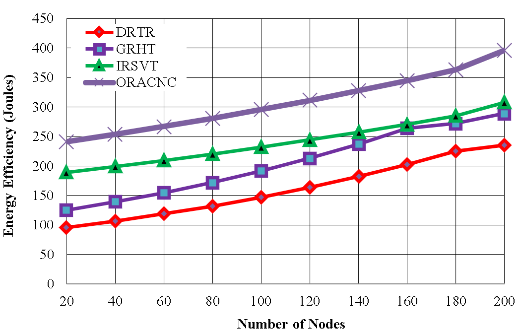 450
400
350
300
250
200
150
100
50
0
DRTR
GRHT
IRSVT
ORACNC
20 40 60 80 100 120 140 160 180 200
Number of Nodes
Energy Efficiency (Joules)